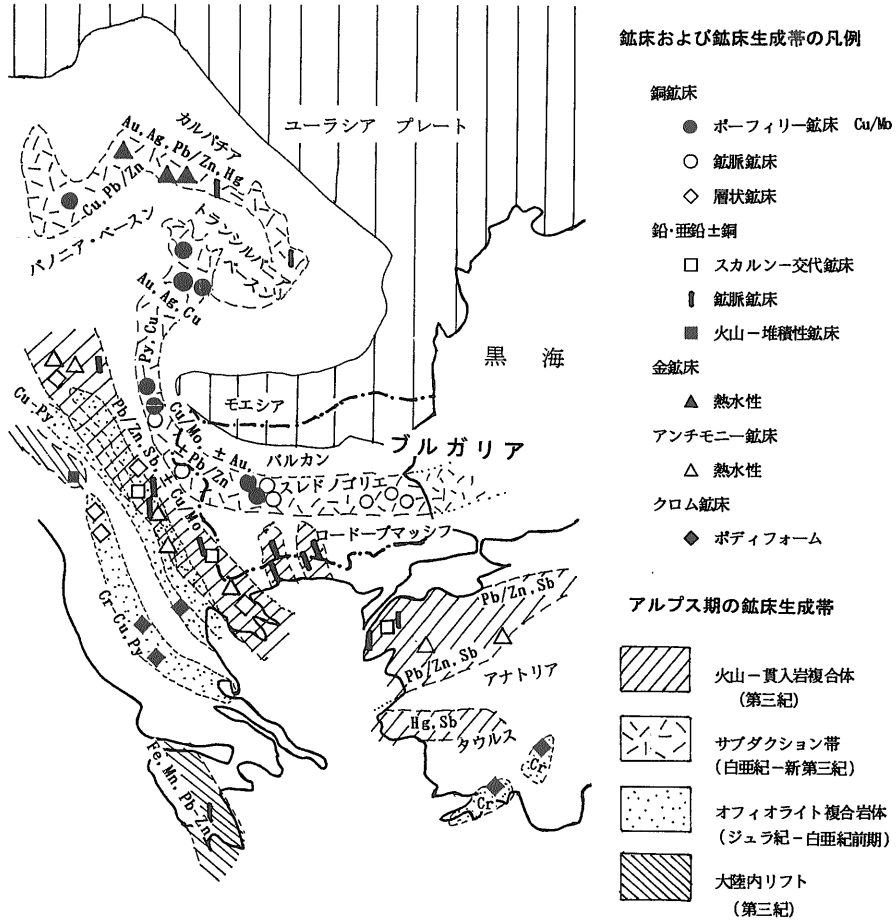 鉱床および鉱床生成帯の凡例
銅鉱床
ポーフィリー鉱床 Cu/Mo
鉱脈鉱床
層状鉱床
鉛・亜鉛±銅
スカルン－交代鉱床
鉱脈鉱床
火山－堆積性鉱床
金鉱床
熱水性
アンチモニー鉱床
熱水性
クロム鉱床
ポディフォーム
アルプス期の鉱床生成帯
火山－貫入岩複合体
(第三紀)
サブダクション帯
(白亜紀－新第三紀)
オフィオライト複合岩体
(ジュラ紀－白亜紀前期)
大陸内リフト
(第三紀)
ユーラシア プレート
カルパチア
Au, Ag, Pb/Zn, Hg
Cu, Pb/Zn
パノニア・ベースン
トランシルバニア
ベースン
Au, Ag, Cu
Py, Cu
黒海
モエシア
Cu-Py
Pb/Zn, Sb, ± Cu/Mo
Cu/Mo, ± Au,
± Pb/Zn
バルカン
ブルガリア
スレドノゴリエ
ロードープマッシフ
Cr-Cu, Py
Pb/Zn, Sb
Pb/Zn, Sb
アナトリア
Hg, Sb
タウルス
Cr
Cr
Fe, Mn, Pb-Zn